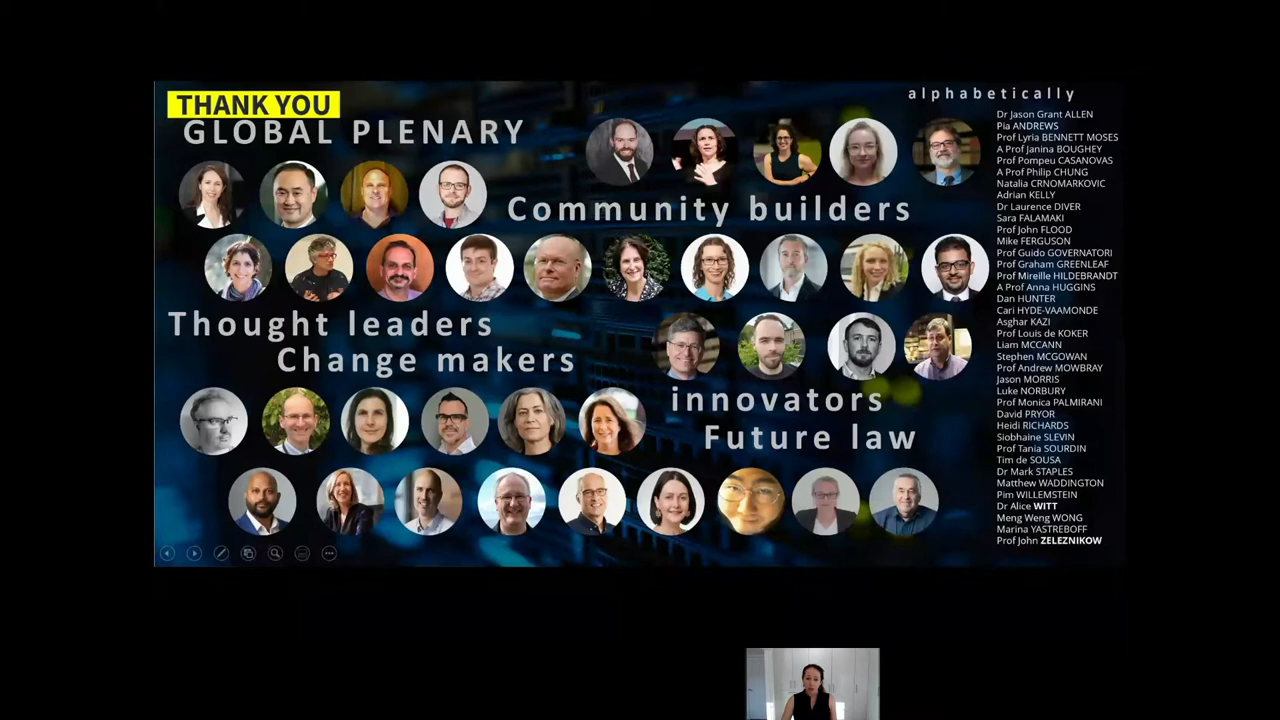 THANK YOU
GLOBAL PLENARY
Community builders
Thought leaders
Change makers
innovators
Future law
alphabetically
Dr Jason Grant ALLEN
Pia ANDREWS
Prof Lyria BENNETT MOSES
A Prof Janina BOUGHEY
Prof Pompeu CASANOVAS
A Prof Philip CHUNG
Natalia CRNOMARKOVIC
Adrian KELLY
Dr Laurence DIVER
Sara FALAMAKI
Prof John FLOOD
Mike FERGUSON
Prof Guido GOVERNATORI
Prof Graham GREENLEAF
Prof Mireille HILDEBRANDT
A Prof Anna HUGGINS
Dan HUNTER
Cari HYDE-VAAMONDE
Asghar KAZI
Prof Louis de KOKER
Liam MCCANN
Stephen MCGOWAN
Prof Andrew MOWBRAY
Jason MORRIS
Luke NORBURY
Prof Monica PALMIRANI
David PRYOR
Heidi RICHARDS
Siobhaine SLEVIN
Prof Tania SOURDIN
Tim de SOUSA
Dr Mark STAPLES
Matthew WADDINGTON
Pim WILLEMSTEIN
Dr Alice WITT
Meng Weng WONG
Marina YASTREBOFF
Prof John ZELEZNIKOW